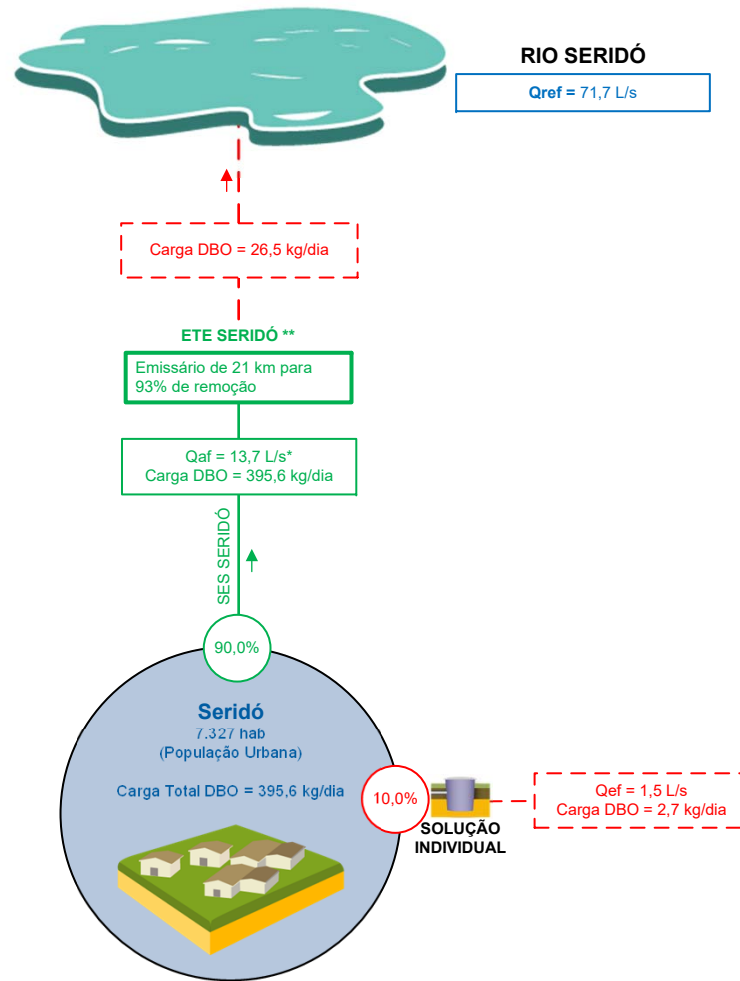 RIO SERIDÓ
Qref = 71,7 L/s
Carga DBO = 26,5 kg/dia
ETE SERIDÓ **
Emissário de 21 km para
93% de remoção
Qaf = 13,7 L/s*
Carga DBO = 395,6 kg/dia
SES SERIDÓ
90,0%
Seridó
7.327 hab
(População Urbana)
Carga Total DBO = 395,6 kg/dia
10,0%
SOLUÇÃO
INDIVIDUAL
Qef = 1,5 L/s
Carga DBO = 2,7 kg/dia